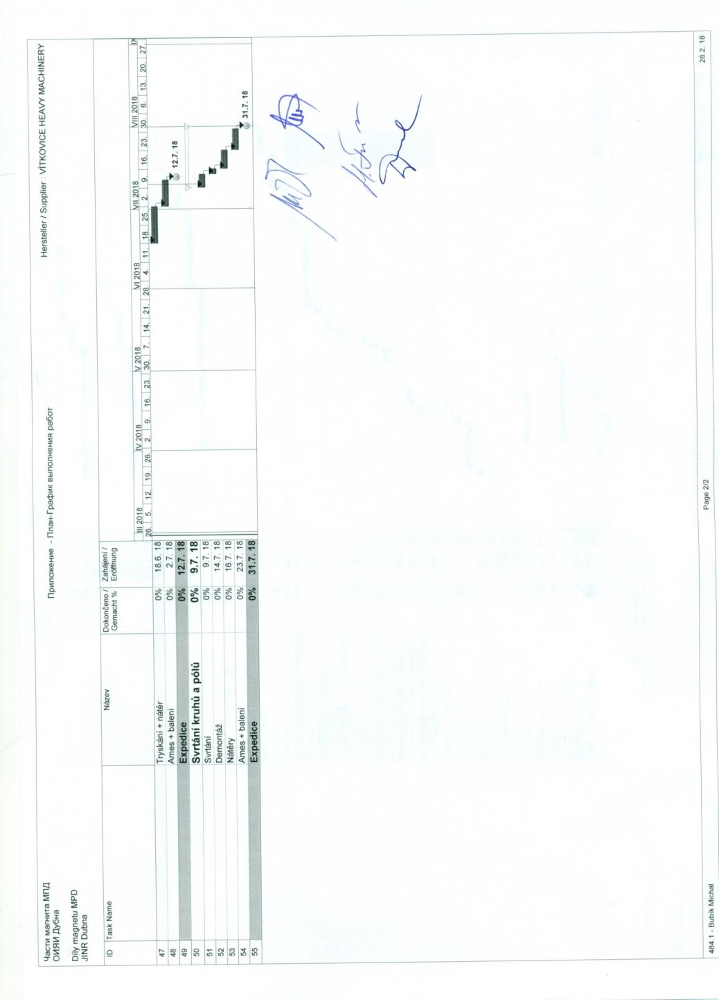 Части магнита МПД
ОИЯИ Дубна
Приложение - План-График выполнения работ
Hersteller / Supplier : VÍTKOVICE HEAVY MACHINERY
Díly magnetu MPD
JINR Dubna
ID Task Name Název Dokončeno / Gemacht % Zahájení / Eröffnung
III 2018 IV 2018 V 2018 VI 2018 VII 2018 VIII 2018 IX
26. 5. 12. 19. 26. 2. 9. 16. 23. 30. 7. 14. 21. 28. 4. 11. 18. 25. 2. 9. 16. 23. 30. 6. 13. 20. 27.
47 Tryskání + nátěr 0% 18.6. 18
48 Ames + balení 0% 2.7. 18
49 Expedice 0% 12.7. 18 12.7. 18
50 Svrtání kruhů a pólů 0% 9.7. 18
51 Svrtání 0% 9.7. 18
52 Demontáž 0% 14.7. 18
53 Nátěry 0% 16.7. 18
54 Ames + balení 0% 23.7. 18
55 Expedice 0% 31.7. 18 31.7. 18
484.1 - Bubík Michal
Page 2/2
28.2. 18